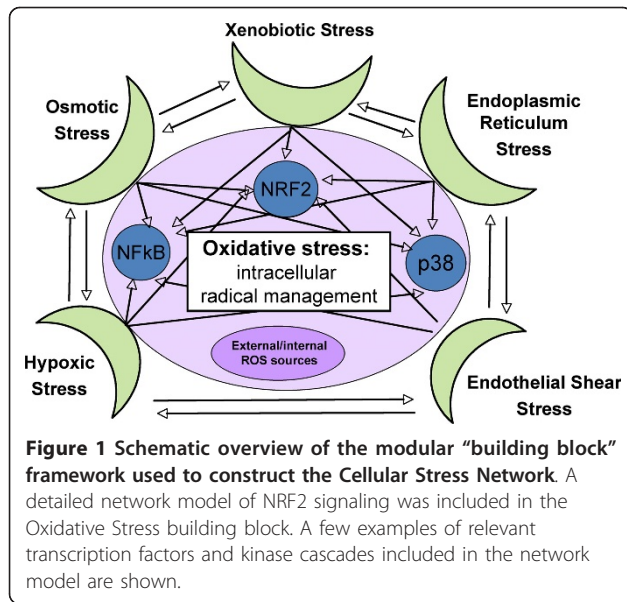 Xenobiotic Stress
Osmotic
Stress
Endoplasmic
Reticulum
Stress
NRF2
NFkB
p38
Oxidative stress:
intracellular
radical management
External/internal
ROS sources
Hypoxic
Stress
Endothelial Shear
Stress
Figure 1 Schematic overview of the modular “building block”
framework used to construct the Cellular Stress Network. A
detailed network model of NRF2 signaling was included in the
Oxidative Stress building block. A few examples of relevant
transcription factors and kinase cascades included in the network
model are shown.